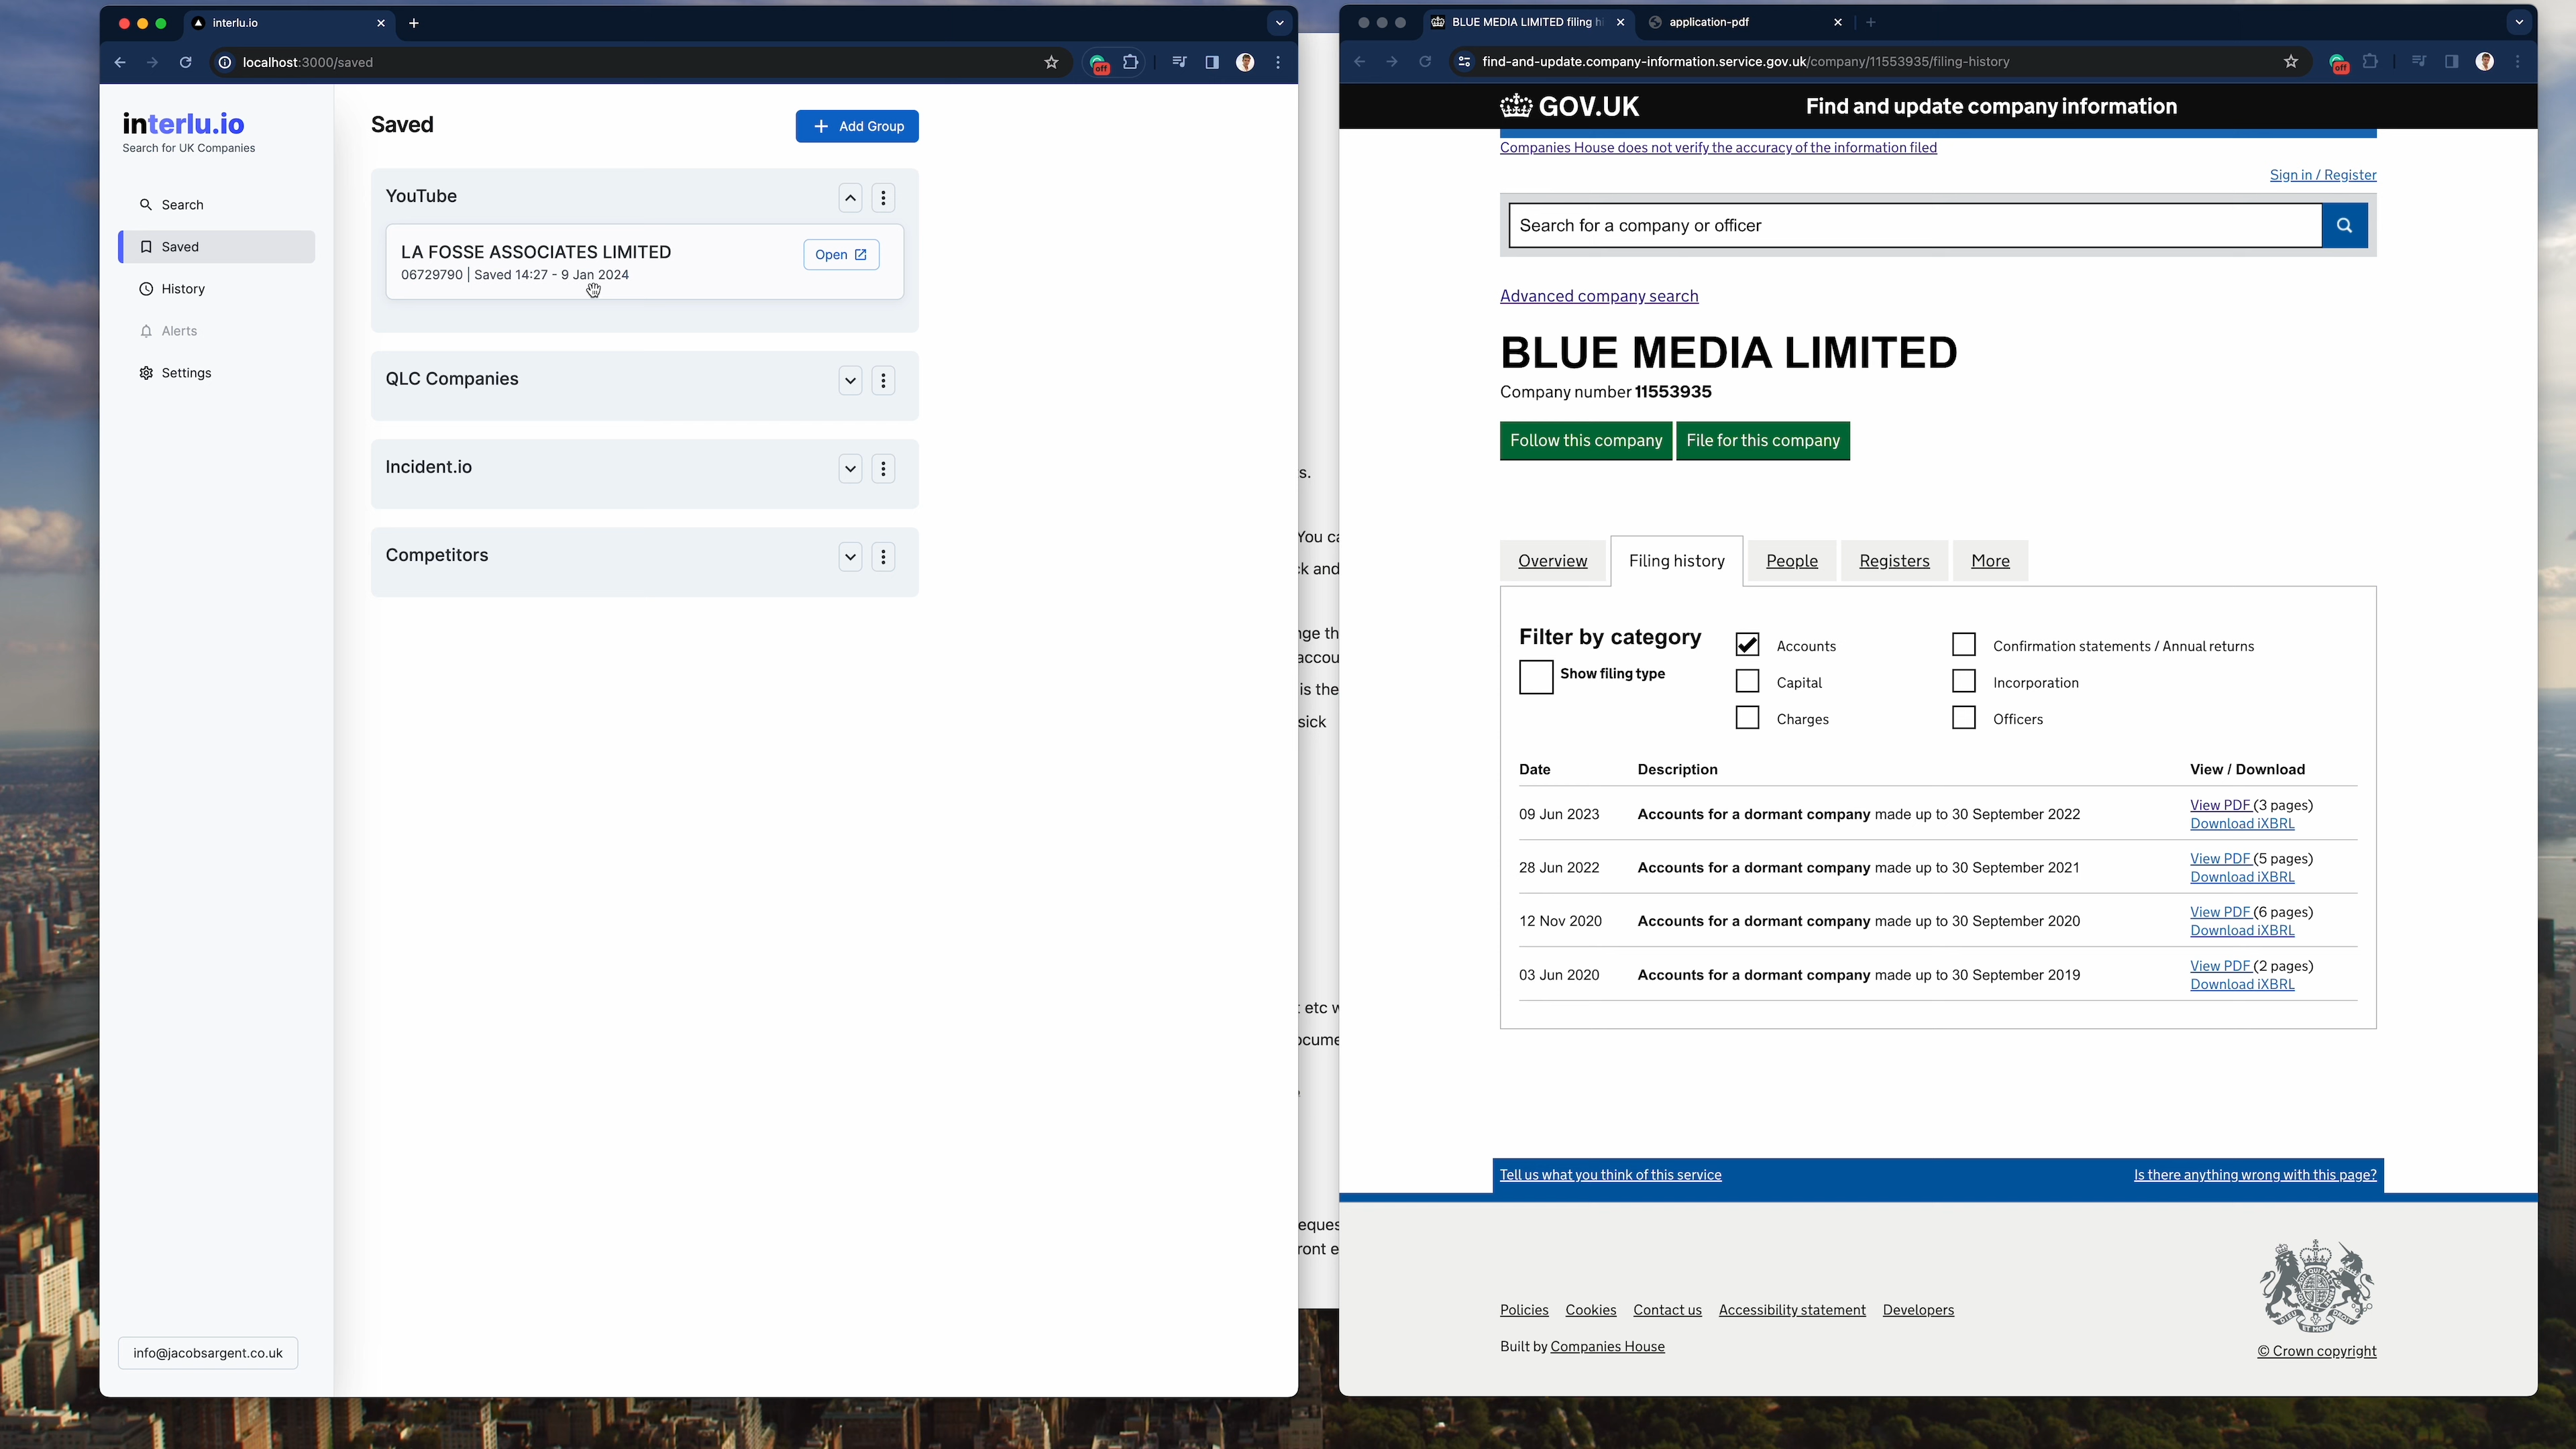 interlu.io
localhost:3000/saved
off
interlu.io
Search for UK Companies
Search
Saved
History
Alerts
Settings
info@jacobsargent.co.uk
Saved
Add Group
YouTube
LA FOSSE ASSOCIATES LIMITED
06729790 | Saved 14:27 - 9 Jan 2024
Open
QLC Companies
Incident.io
Competitors
s.
You
and
accou
is the
sick
etc
BLUE MEDIA LIMITED filing
application-pdf
find-and-update.company-information.service.gov.uk/company/11553935/filing-history
off
GOV.UK
Find and update company information
Companies House does not verify the accuracy of the information filed
Sign in / Register
Search for a company or officer
Advanced company search
BLUE MEDIA LIMITED
Company number 11553935
Follow this company
File for this company
Overview
Filing history
People
Registers
More
Filter by category
Show filing type
Accounts
Capital
Charges
Confirmation statements / Annual returns
Incorporation
Officers
Date Description View / Download
09 Jun 2023 Accounts for a dormant company made up to 30 September 2022 View PDF (3 pages)
Download iXBRL
28 Jun 2022 Accounts for a dormant company made up to 30 September 2021 View PDF (5 pages)
Download iXBRL
12 Nov 2020 Accounts for a dormant company made up to 30 September 2020 View PDF (6 pages)
Download iXBRL
03 Jun 2020 Accounts for a dormant company made up to 30 September 2019 View PDF (2 pages)
Download iXBRL
Tell us what you think of this service
Is there anything wrong with this page?
Policies Cookies Contact us Accessibility statement Developers
Built by Companies House
© Crown copyright